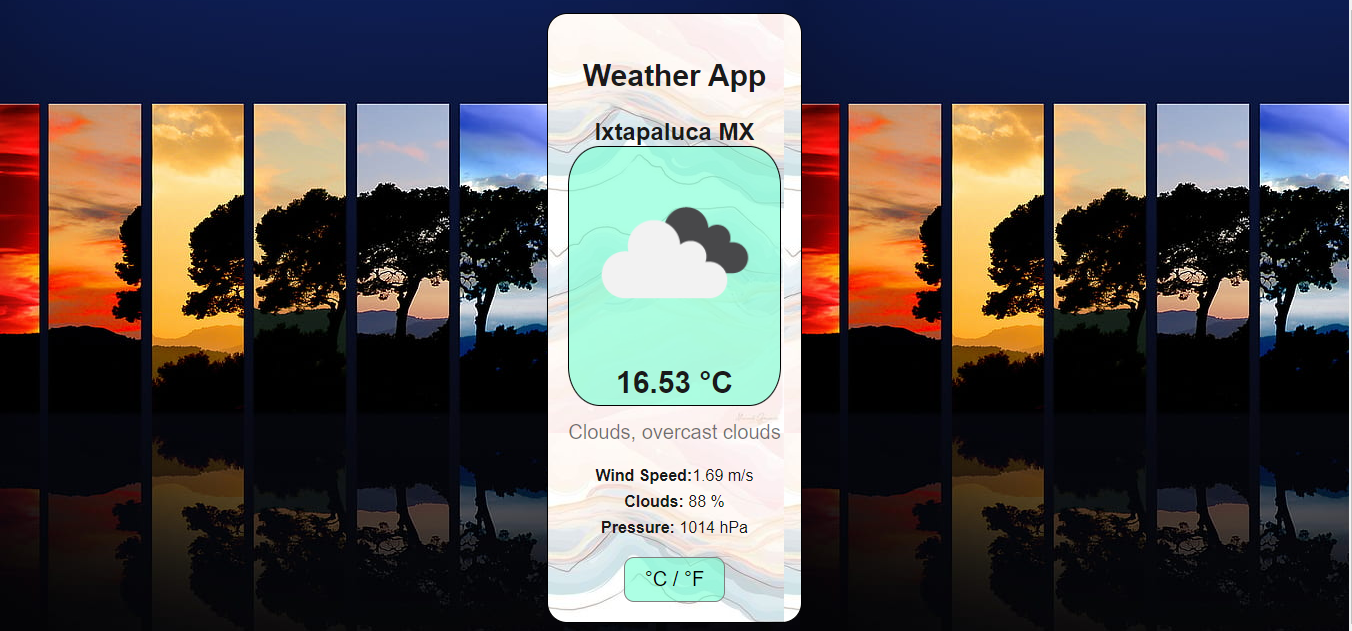 Weather App
Ixtapaluca MX
16.53 °C
Clouds, overcast clouds
Wind Speed:1.69 m/s
Clouds: 88 %
Pressure: 1014 hPa
°C / °F